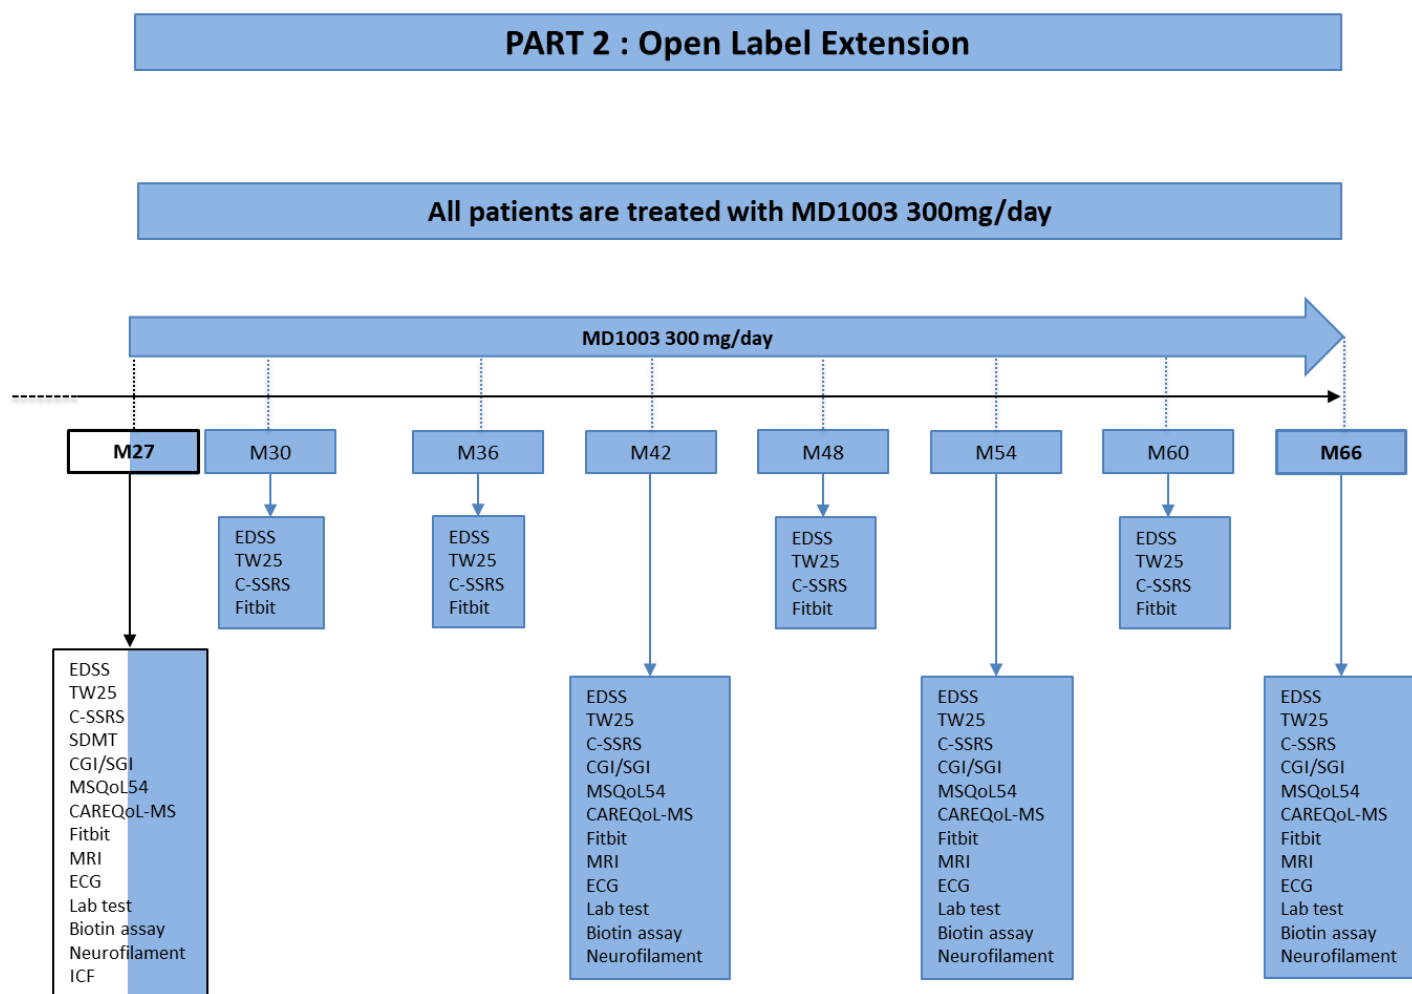 PART 2 : Open Label Extension
All patients are treated with MD1003 300mg/day
MD1003 300 mg/day
M27
M30
M36
M42
M48
M54
M60
M66
EDSS
TW25
C-SSRS
Fitbit
EDSS
TW25
C-SSRS
Fitbit
EDSS
TW25
C-SSRS
Fitbit
EDSS
TW25
C-SSRS
Fitbit
EDSS
TW25
C-SSRS
SDMT
CGI/SGI
MSQoL54
CAREQoL-MS
Fitbit
MRI
ECG
Lab test
Biotin assay
Neurofilament
ICF
EDSS
TW25
C-SSRS
CGI/SGI
MSQoL54
CAREQoL-MS
Fitbit
MRI
ECG
Lab test
Biotin assay
Neurofilament
EDSS
TW25
C-SSRS
CGI/SGI
MSQoL54
CAREQoL-MS
Fitbit
MRI
ECG
Lab test
Biotin assay
Neurofilament
EDSS
TW25
C-SSRS
CGI/SGI
MSQoL54
CAREQoL-MS
Fitbit
MRI
ECG
Lab test
Biotin assay
Neurofilament